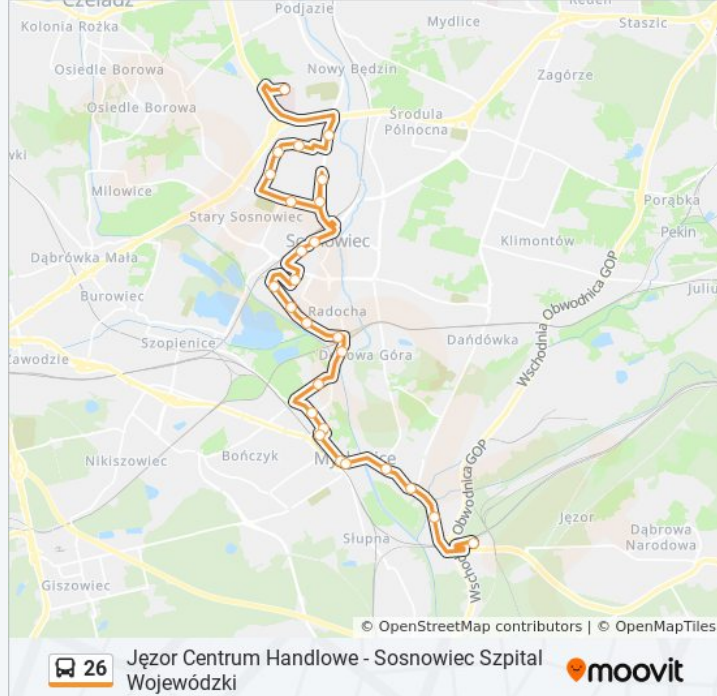 Czeladź
Podjazie
Reden
Kolonia Rożka
Mydlice
Staszic
Osiedle Borowa
Nowy Będzin
Zagórze
Osiedle Borowa
Środula
Północna
Milowice
Porąbka
Stary Sosnowiec
Pekin
Sosnowiec
Klimontów
Dąbrówka Mała
Burowiec
Radocha
Szopienice
Dańdówka
Zawodzie
Dębowa Góra
Wschodnia Obwodnica GOP
Nikiszowiec
Bończyk
Mysłowice
Obwodnica GOP
Jęzor
Słupna
Dąbrowa
Narodowa
Giszowiec
© OpenStreetMap contributors | © OpenMapTiles
26
Jęzor Centrum Handlowe - Sosnowiec Szpital
Wojewódzki
moovit